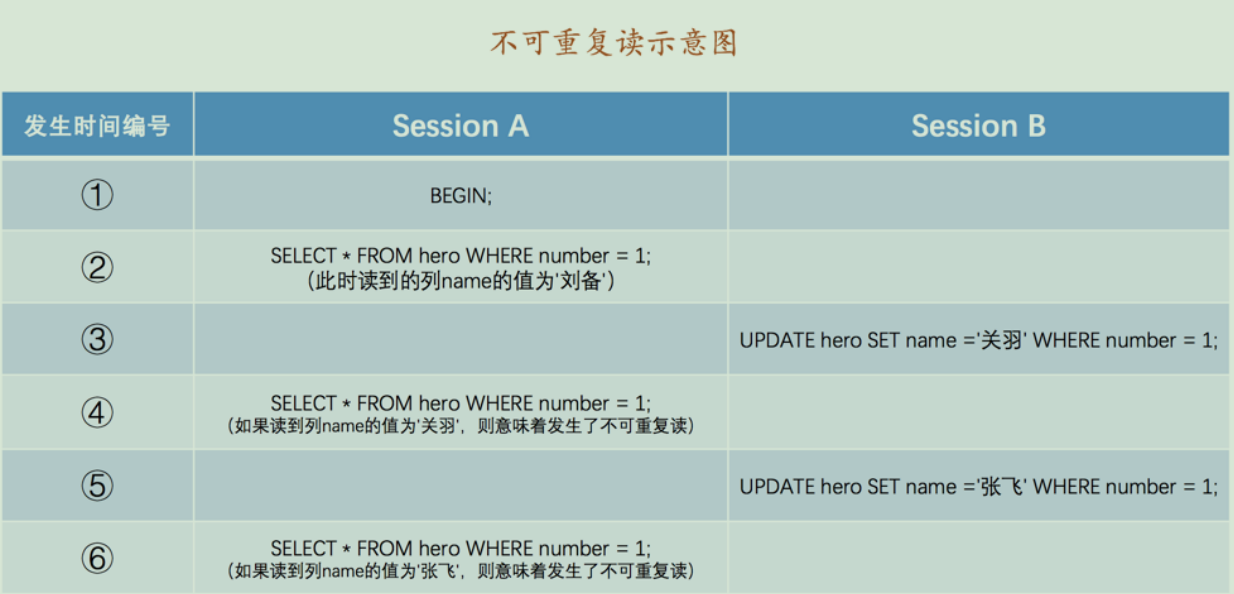 不可重复读示意图
发生时间编号 Session A Session B
① BEGIN;
② SELECT * FROM hero WHERE number = 1;
（此时读到的列name的值为'刘备'）
③ UPDATE hero SET name ='关羽' WHERE number = 1;
④ SELECT * FROM hero WHERE number = 1;
（如果读到列name的值为'关羽'，则意味着发生了不可重复读）
⑤ UPDATE hero SET name ='张飞' WHERE number = 1;
⑥ SELECT * FROM hero WHERE number = 1;
（如果读到列name的值为'张飞'，则意味着发生了不可重复读）